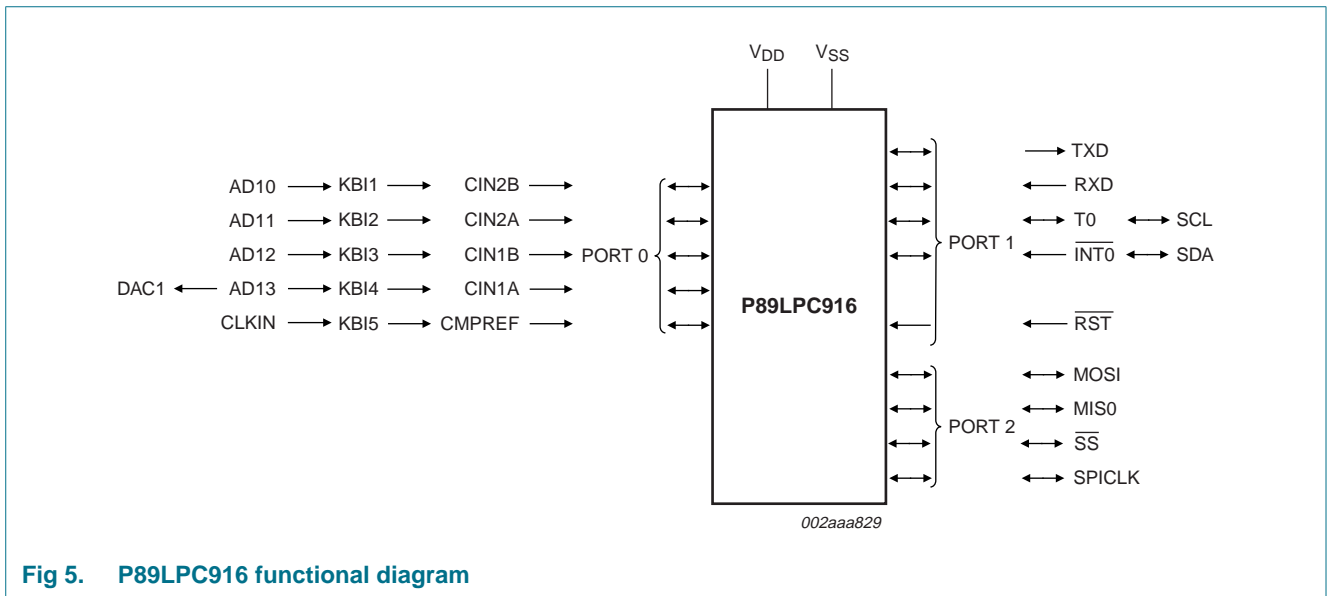 VDD VSS
TXD
AD10 KBI1 CIN2B RXD
AD11 KBI2 CIN2A T0 SCL
AD12 KBI3 CIN1B PORT 0 PORT 1 INT0 SDA
DAC1 AD13 KBI4 CIN1A
P89LPC916
CLKIN KBI5 CMPREF RST
MOSI
MIS0
PORT 2
SS
SPICLK
002aaa829
Fig 5. P89LPC916 functional diagram